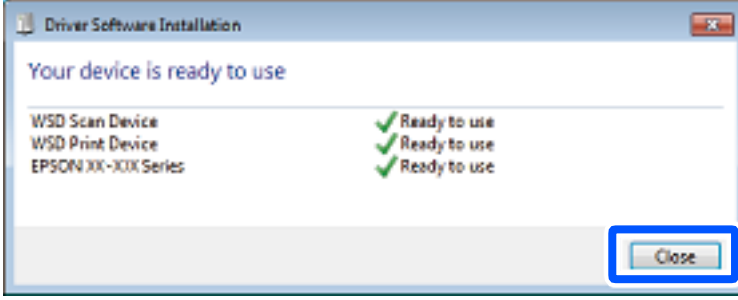 Driver Software Installation
Your device is ready to use
WSD Scan Device Ready to use
WSD Print Device Ready to use
EPSON XX-XXX Series Ready to use
Close